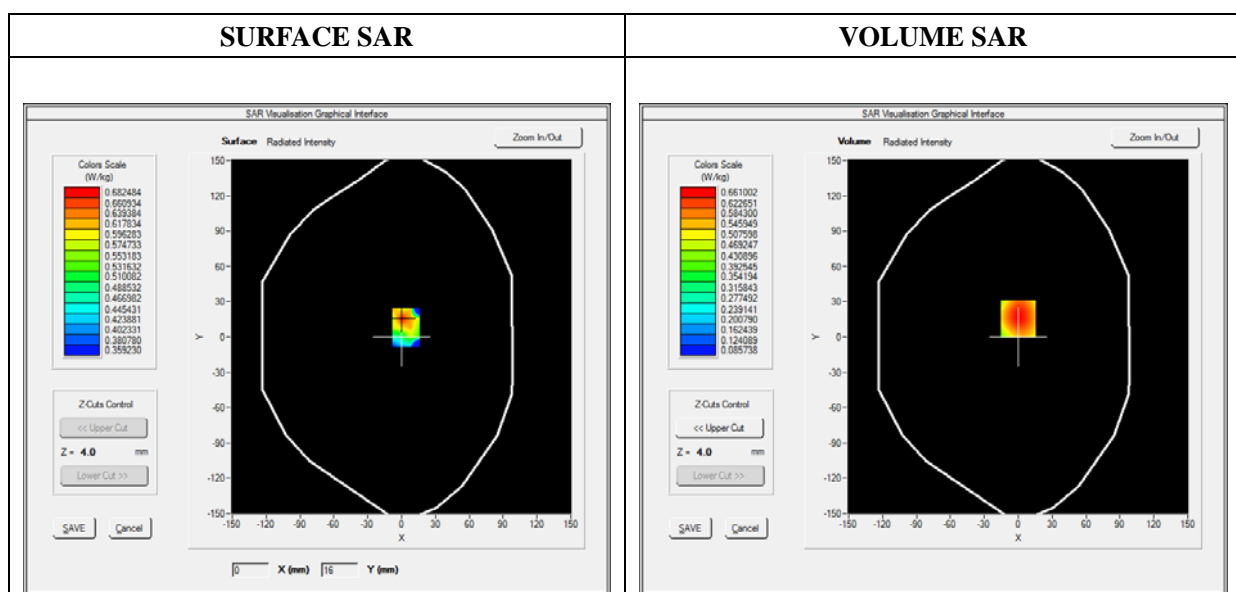 SURFACE SAR
VOLUME SAR
SAR Visualisation Graphical Interface
Surface Radiated Intensity
Zoom In/Out
Colors Scale
(W/kg)
0.682484
0.660934
0.639384
0.617834
0.596283
0.574733
0.553183
0.531632
0.510082
0.488532
0.466982
0.445431
0.423881
0.402331
0.380780
0.359230
Z-Cuts Control
<< Upper Cut
Z = 4.0 mm
Lower Cut >>
SAVE
Cancel
150
120
90
60
30
0
-30
-60
-90
-120
-150
Y
-150 -120 -90 -60 -30 0 30 60 90 120 150
X
0 X (mm) 16 Y (mm)
SAR Visualisation Graphical Interface
Volume Radiated Intensity
Zoom In/Out
Colors Scale
(W/kg)
0.661002
0.622651
0.584300
0.545949
0.507598
0.469247
0.430896
0.392545
0.354194
0.315843
0.277492
0.239141
0.200790
0.162439
0.124089
0.085738
Z-Cuts Control
<< Upper Cut
Z = 4.0 mm
Lower Cut >>
SAVE
Cancel
150
120
90
60
30
0
-30
-60
-90
-120
-150
Y
-150 -120 -90 -60 -30 0 30 60 90 120 150
X